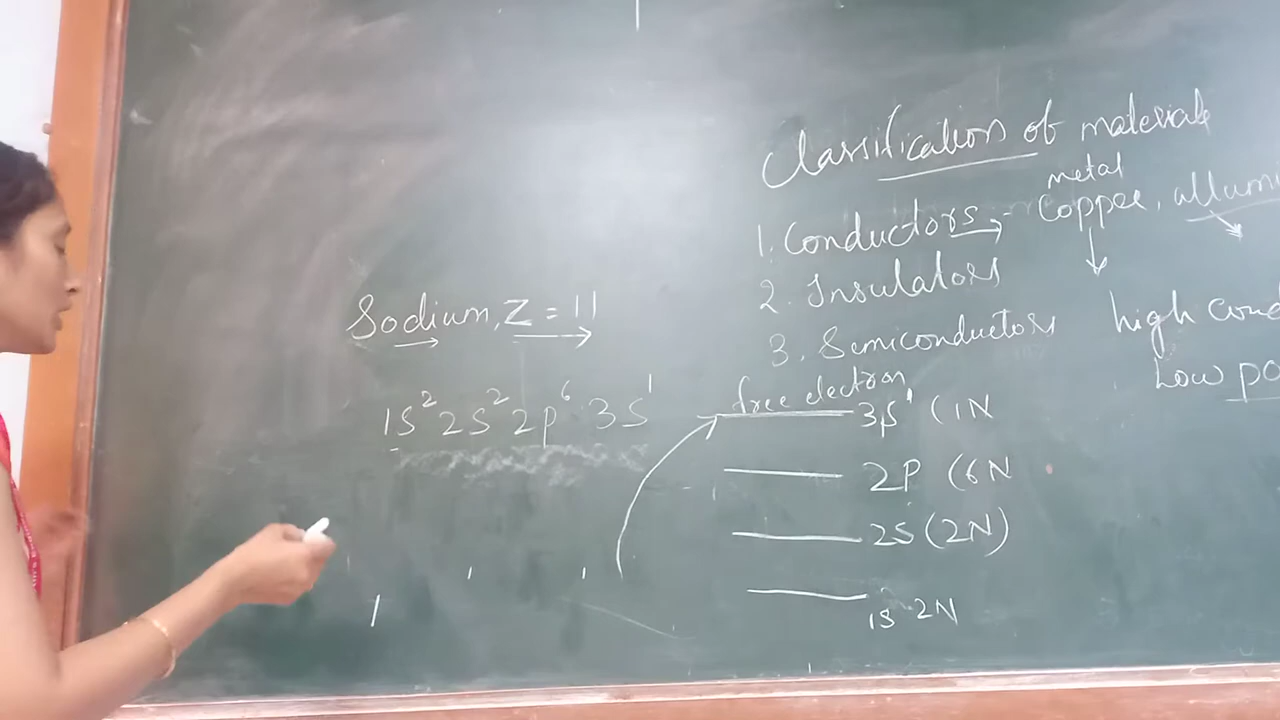 Classification of materials
metal
1. Conductors → Copper, allumi
2. Insulators
3. Semiconductors
high cond
Low po
Sodium, Z = 11
1s² 2s² 2p⁶ 3s¹
free electron
3s¹ (1N
2P (6N
2S (2N)
1s 2N